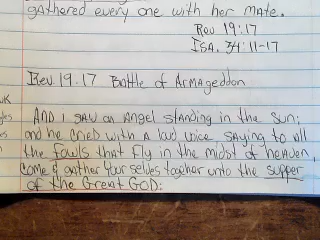 gathered every one with her mate.
Rev 19:17
ISA. 34:11-17
Rev. 19.17 Battle of Armageddon
AND I saw an Angel standing in the Sun;
and he cried with a loud voice saying to all
the fowls that fly in the midst of heaven,
come & gather your selves together unto the supper
of the Great GOD: